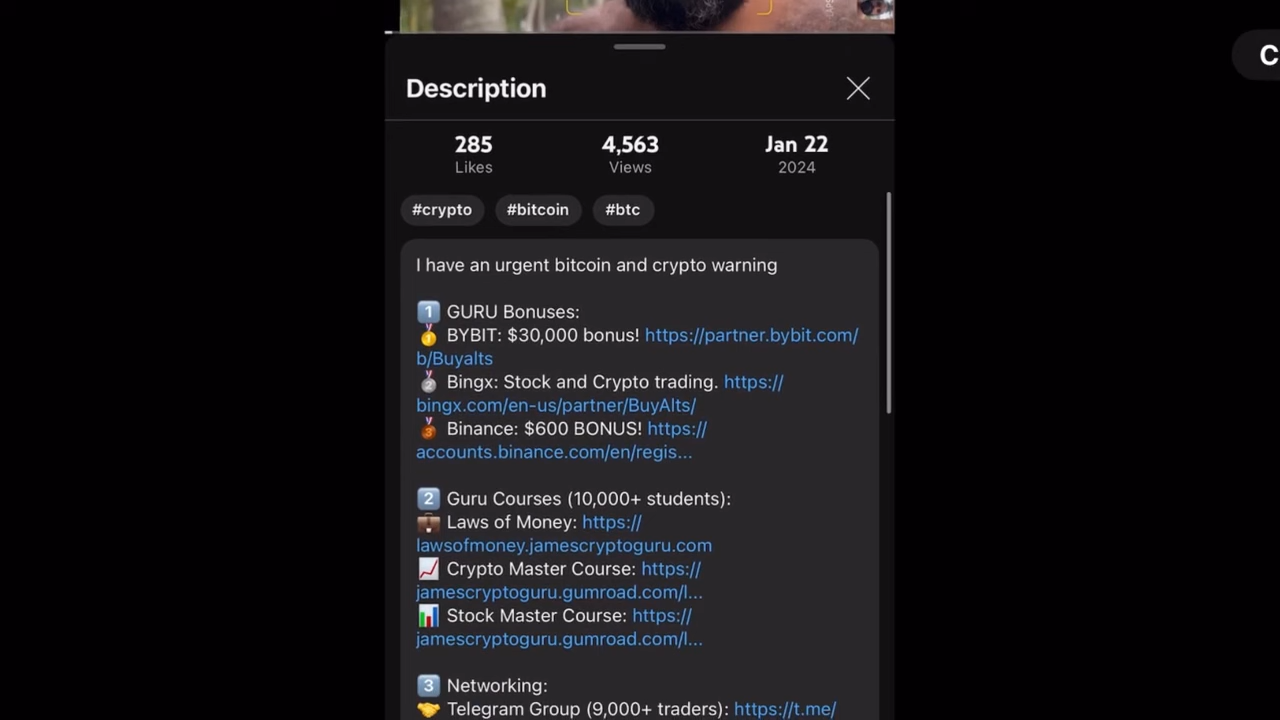 C
Description
285
Likes
4,563
Views
Jan 22
2024
#crypto
#bitcoin
#btc
I have an urgent bitcoin and crypto warning
1️⃣ GURU Bonuses:
🥇 BYBIT: $30,000 bonus! https://partner.bybit.com/
b/Buyalts
🥈 Bingx: Stock and Crypto trading. https://
bingx.com/en-us/partner/BuyAlts/
🥉 Binance: $600 BONUS! https://
accounts.binance.com/en/regis...
2️⃣ Guru Courses (10,000+ students):
💼 Laws of Money: https://
lawsofmoney.jamescryptoguru.com
📈 Crypto Master Course: https://
jamescryptoguru.gumroad.com/l...
📊 Stock Master Course: https://
jamescryptoguru.gumroad.com/l...
3️⃣ Networking:
🤝 Telegram Group (9,000+ traders): https://t.me/